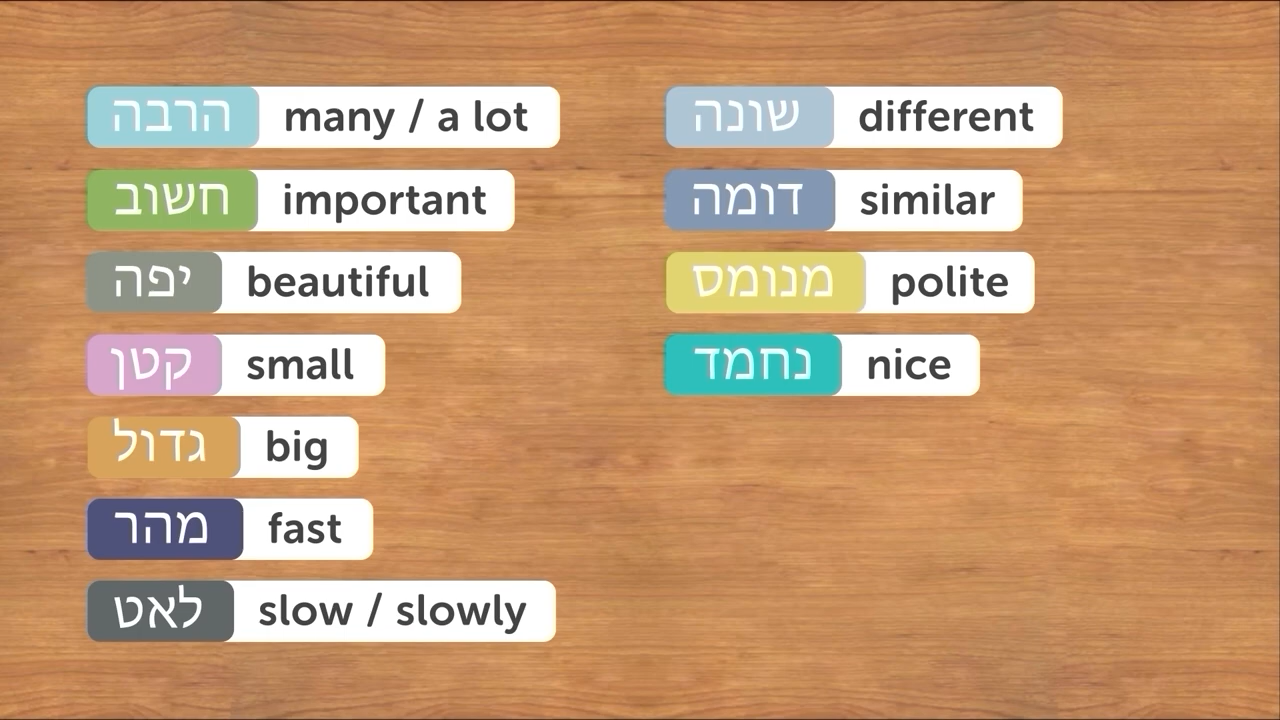 הרבה many / a lot
חשוב important
יפה beautiful
קטן small
גדול big
מהר fast
לאט slow / slowly
שונה different
דומה similar
מנומס polite
נחמד nice